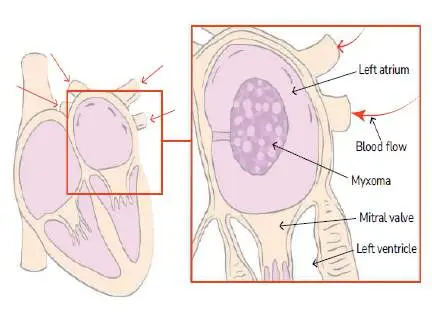 Left atrium
Blood flow
Myxoma
Mitral valve
Left ventricle